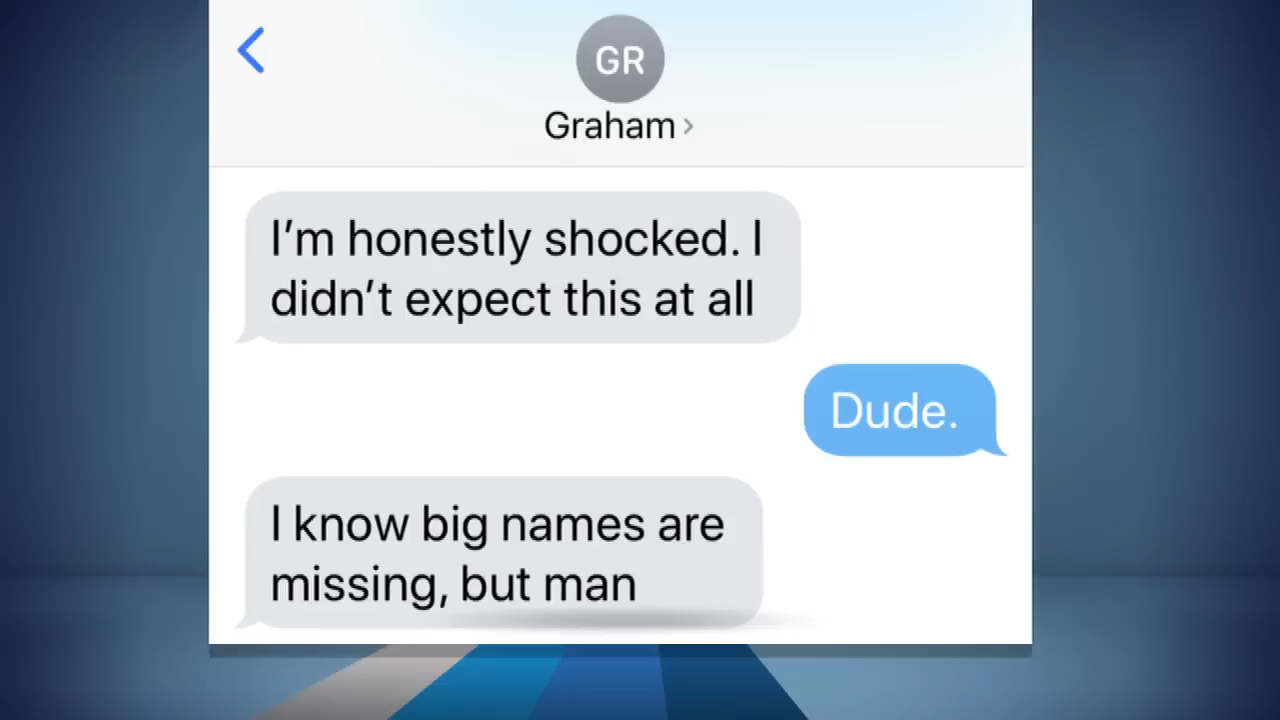 GR
Graham
I’m honestly shocked. I
didn’t expect this at all
Dude.
I know big names are
missing, but man